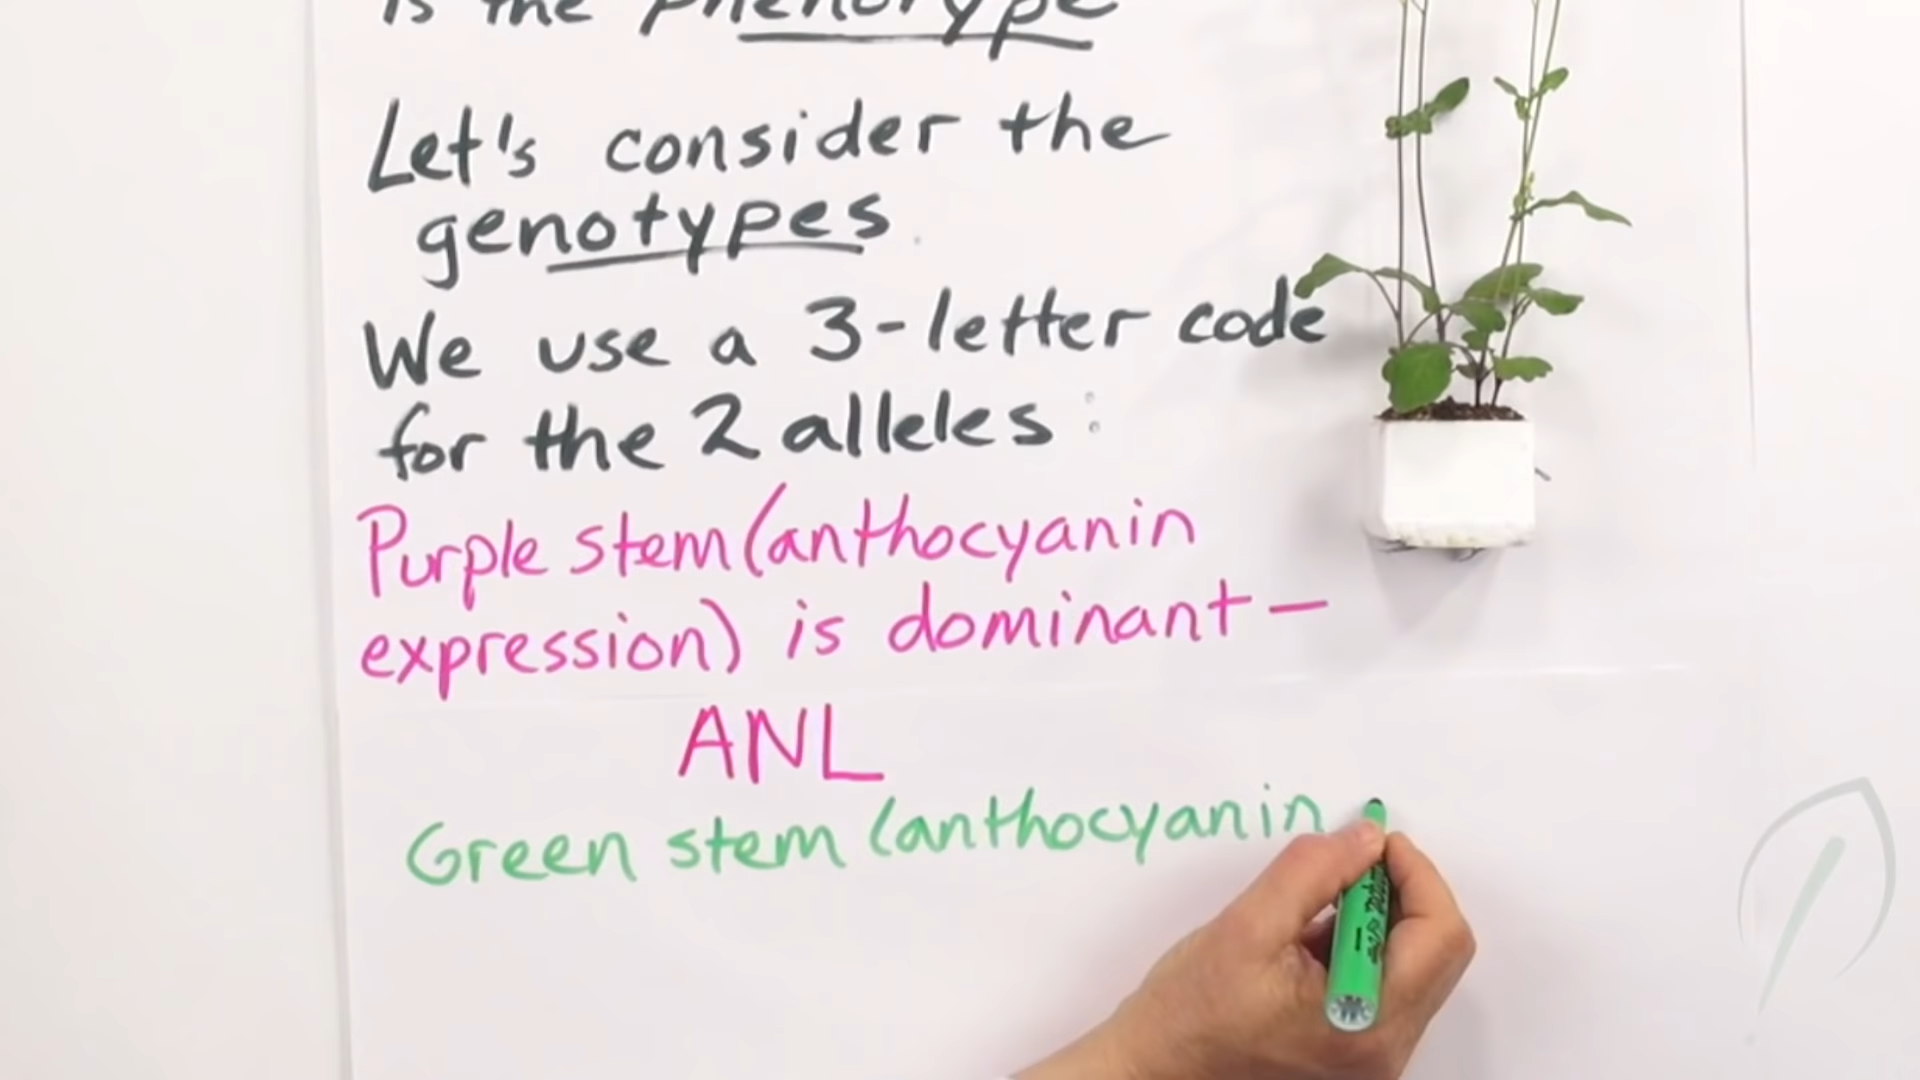 is the phenotype
Let's consider the
genotypes
We use a 3-letter code
for the 2 alleles:
Purple stem (anthocyanin
expression) is dominant —
ANL
Green stem (anthocyanin